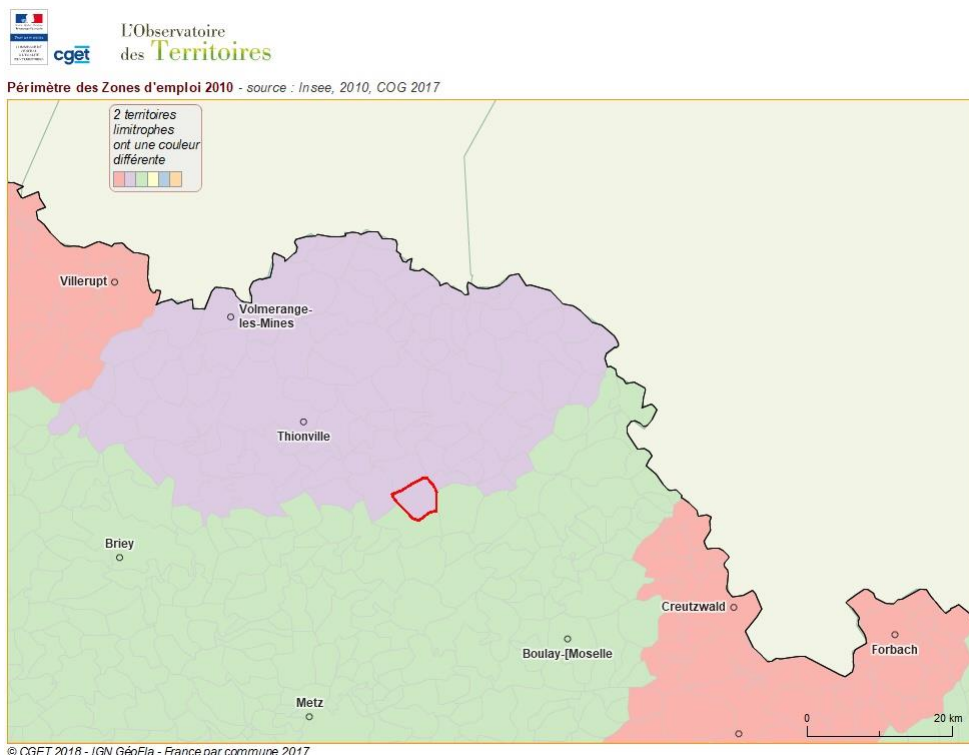 cget
L'Observatoire
des Territoires
Périmètre des Zones d'emploi 2010 - source : Insee, 2010, COG 2017
2 territoires
limitrophes
ont une couleur
différente
Villerupt
Volmerange-
les-Mines
Thionville
Briey
Creutzwald
Forbach
Boulay-[Moselle
Metz
0 20 km
© CGET 2018 - IGN GéoFla - France par commune 2017